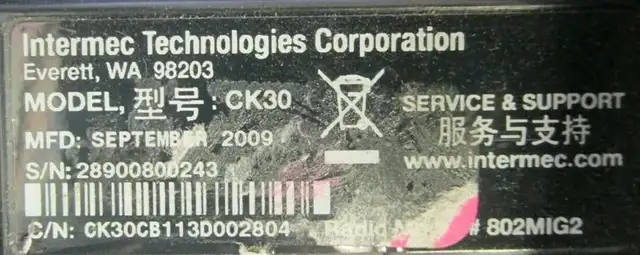 Intermec Technologies Corporation
Everett, WA 98203
MODEL, 型号: CK30
MFD: SEPTEMBER 2009
S/N: 28900800243
C/N: CK30CB113D002804
SERVICE & SUPPORT
服务与支持
www.intermec.com
Radio # 802MIG2